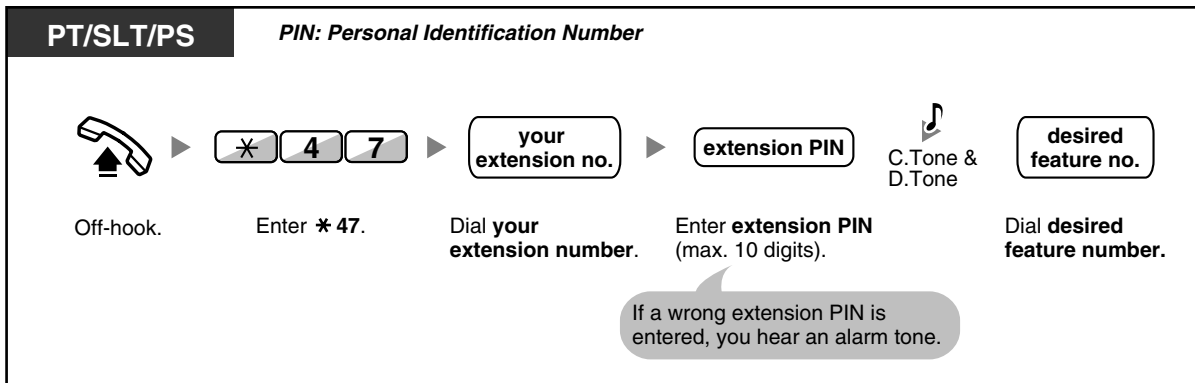 PT/SLT/PS
PIN: Personal Identification Number
✳ 4 7
your
extension no.
extension PIN
C.Tone &
D.Tone
desired
feature no.
Off-hook.
Enter ✳ 47.
Dial your
extension number.
Enter extension PIN
(max. 10 digits).
Dial desired
feature number.
If a wrong extension PIN is
entered, you hear an alarm tone.